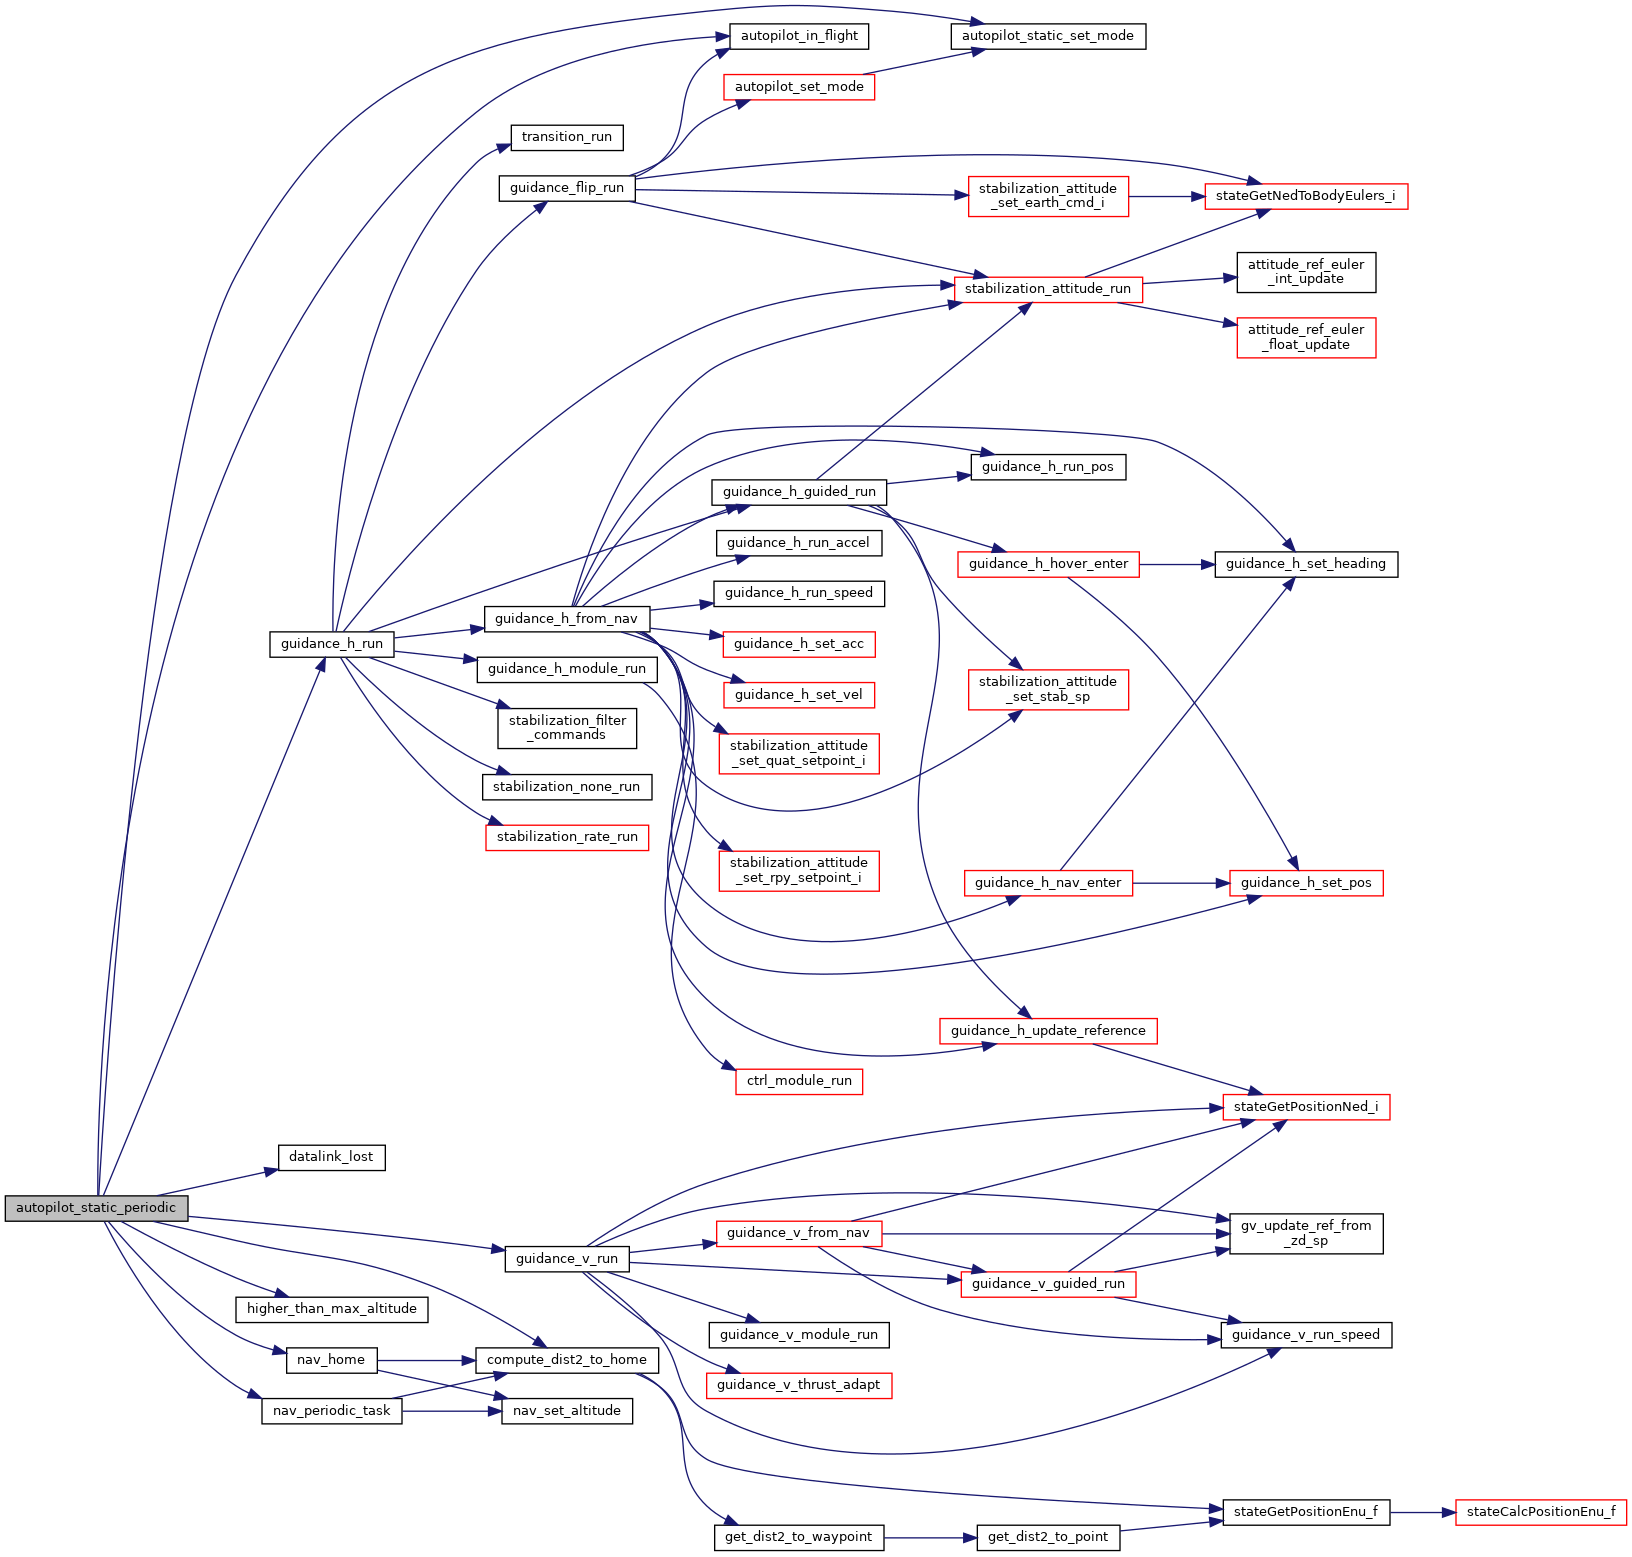 autopilot_in_flight
autopilot_static_set_mode
autopilot_set_mode
transition_run
guidance_flip_run
stabilization_attitude
_set_earth_cmd_i
stateGetNedToBodyEulers_i
attitude_ref_euler
_int_update
stabilization_attitude_run
attitude_ref_euler
_float_update
guidance_h_run_pos
guidance_h_guided_run
guidance_h_run_accel
guidance_h_hover_enter
guidance_h_set_heading
guidance_h_run_speed
guidance_h_from_nav
guidance_h_run
guidance_h_set_acc
guidance_h_module_run
guidance_h_set_vel
stabilization_attitude
_set_stab_sp
stabilization_filter
_commands
stabilization_attitude
_set_quat_setpoint_i
stabilization_none_run
stabilization_rate_run
stabilization_attitude
_set_rpy_setpoint_i
guidance_h_nav_enter
guidance_h_set_pos
guidance_h_update_reference
ctrl_module_run
stateGetPositionNed_i
datalink_lost
autopilot_static_periodic
guidance_v_from_nav
gv_update_ref_from
_zd_sp
guidance_v_run
guidance_v_guided_run
higher_than_max_altitude
guidance_v_module_run
guidance_v_run_speed
nav_home
compute_dist2_to_home
guidance_v_thrust_adapt
nav_periodic_task
nav_set_altitude
stateGetPositionEnu_f
stateCalcPositionEnu_f
get_dist2_to_waypoint
get_dist2_to_point